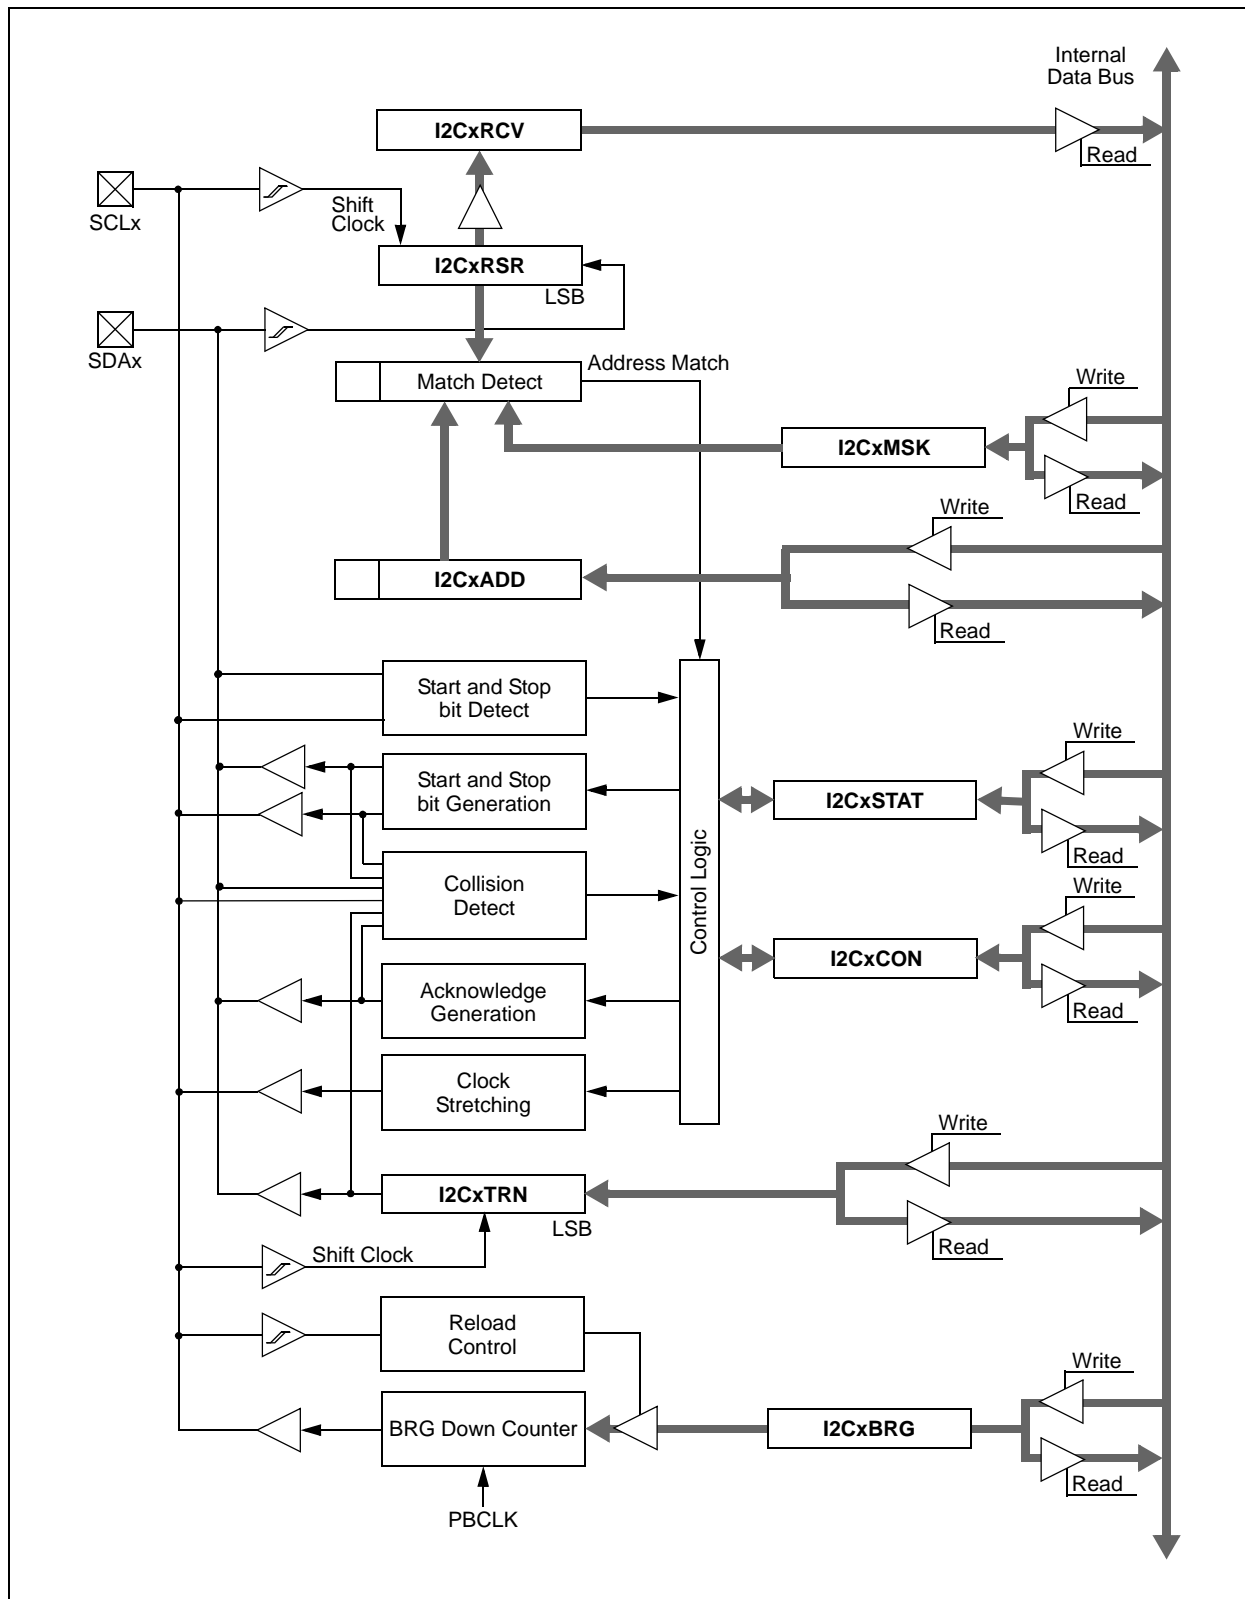 Internal
Data Bus
I2CxRCV
Read
SCLx
Shift
Clock
I2CxRSR
LSB
SDAx
Address Match
Match Detect
Write
I2CxMSK
Read
Write
I2CxADD
Read
Start and Stop
bit Detect
Write
Start and Stop
bit Generation
I2CxSTAT
Read
Control Logic
Collision
Detect
Write
I2CxCON
Acknowledge
Generation
Read
Clock
Stretching
Write
I2CxTRN
LSB
Read
Shift Clock
Reload
Control
Write
BRG Down Counter
I2CxBRG
Read
PBCLK